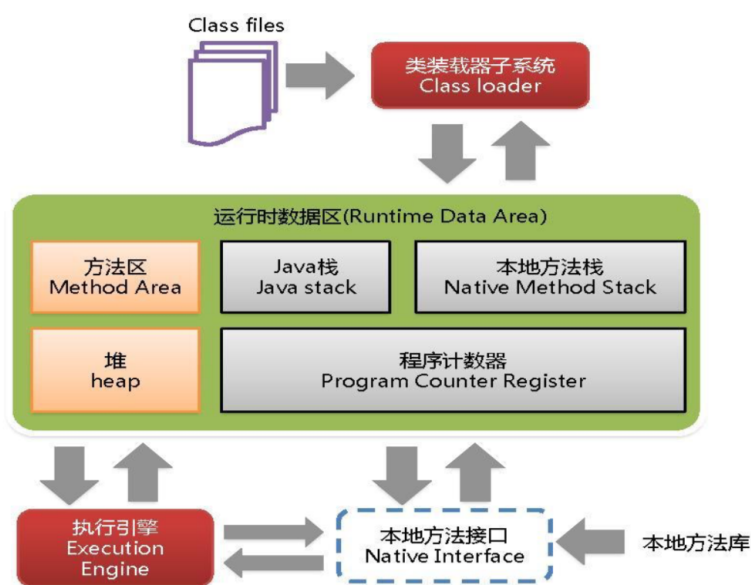 Class files
类装载器子系统
Class loader
运行时数据区(Runtime Data Area)
方法区
Method Area
Java栈
Java stack
本地方法栈
Native Method Stack
堆
heap
程序计数器
Program Counter Register
执行引擎
Execution
Engine
本地方法接口
Native Interface
本地方法库